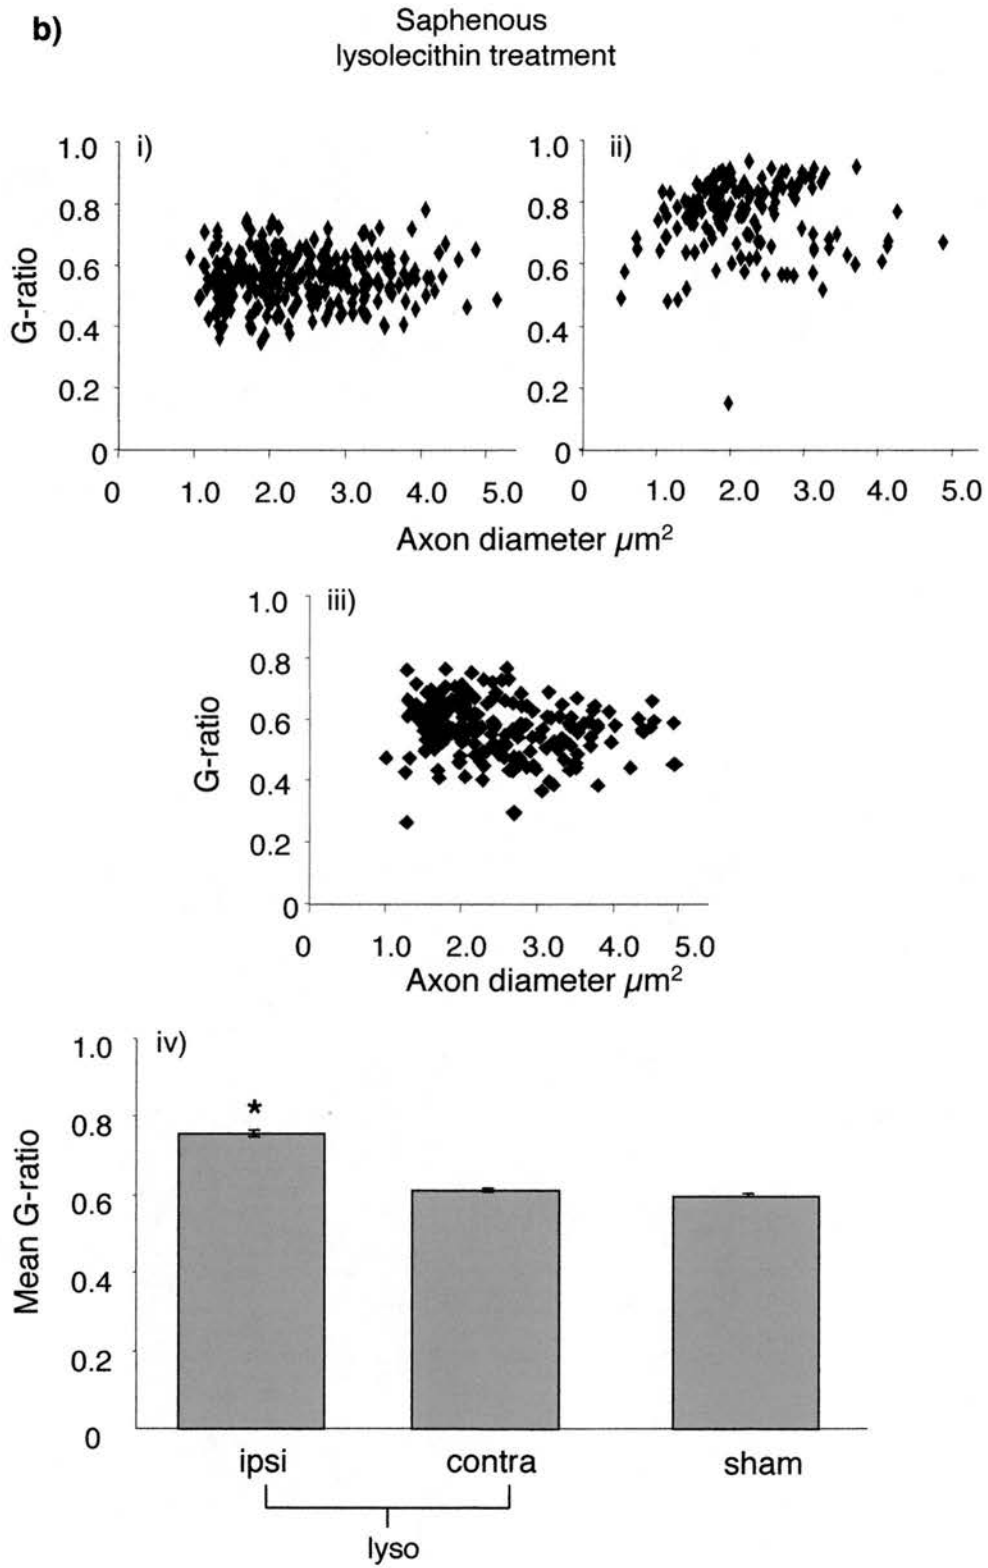 b)
Saphenous
lysolecithin treatment
i)
1.0
0.8
0.6
0.4
0.2
0
G-ratio
0 1.0 2.0 3.0 4.0 5.0
ii)
1.0
0.8
0.6
0.4
0.2
0
0 1.0 2.0 3.0 4.0 5.0
Axon diameter µm²
iii)
1.0
0.8
0.6
0.4
0.2
0
G-ratio
0 1.0 2.0 3.0 4.0 5.0
Axon diameter µm²
iv)
1.0
0.8
0.6
0.4
0.2
0
Mean G-ratio
*
ipsi contra sham
lyso